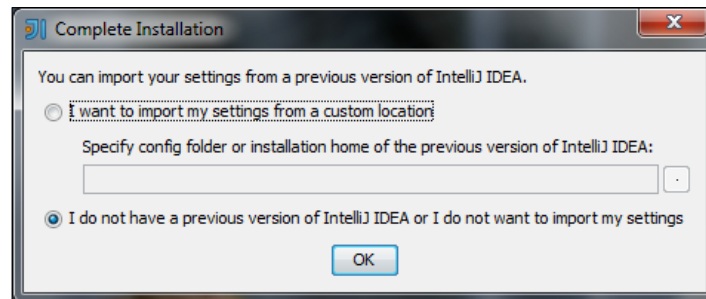 Complete Installation
You can import your settings from a previous version of IntelliJ IDEA.
I want to import my settings from a custom location
Specify config folder or installation home of the previous version of IntelliJ IDEA:
I do not have a previous version of IntelliJ IDEA or I do not want to import my settings
OK